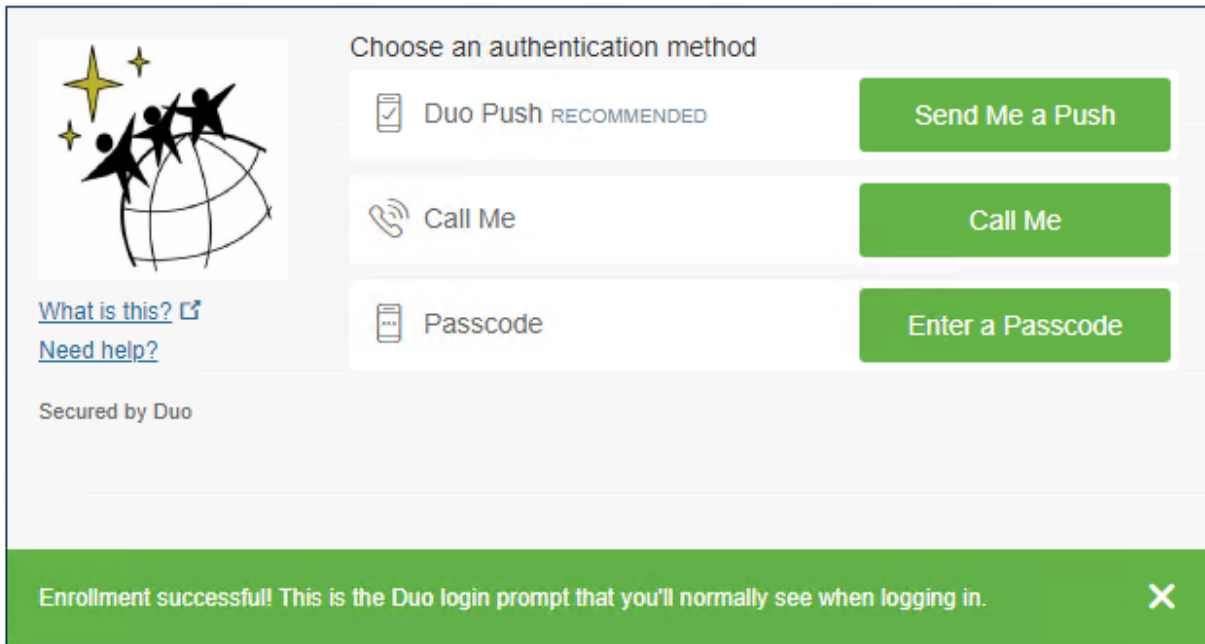 Choose an authentication method
Duo Push RECOMMENDED
Send Me a Push
Call Me
Call Me
Passcode
Enter a Passcode
What is this?
Need help?
Secured by Duo
Enrollment successful! This is the Duo login prompt that you'll normally see when logging in.